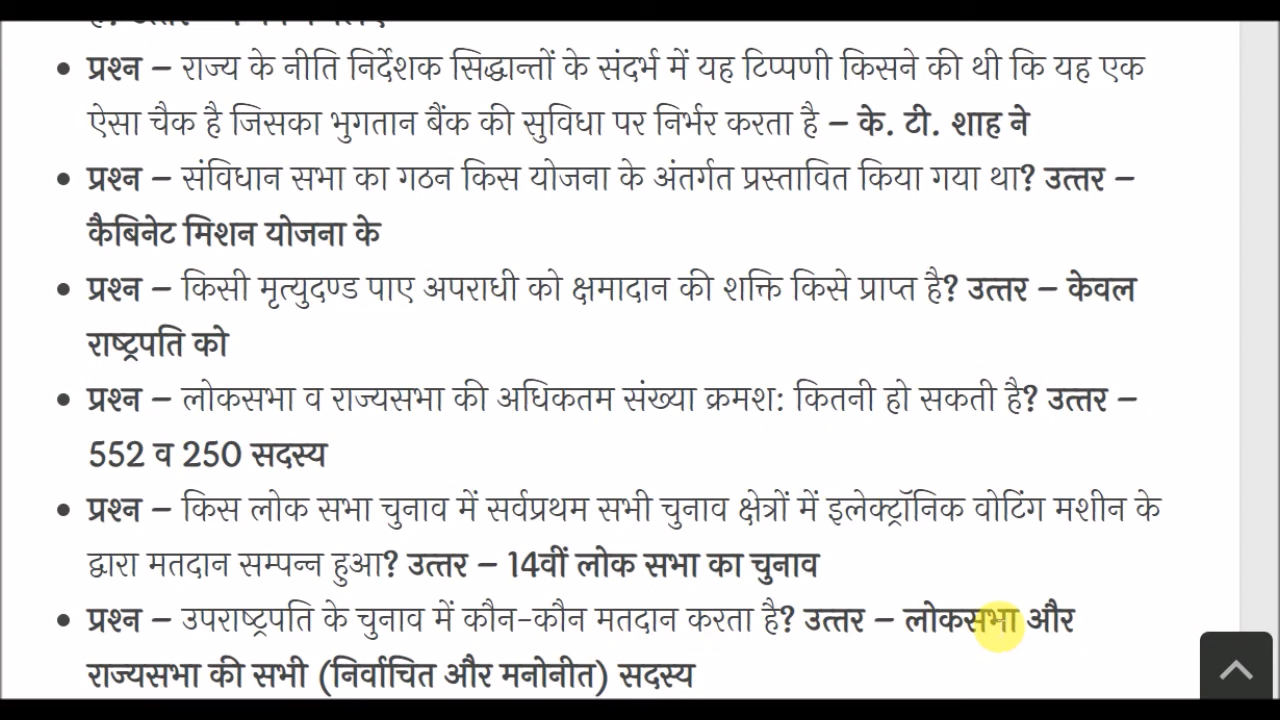 प्रश्न – राज्य के नीति निर्देशक सिद्धान्तों के संदर्भ में यह टिप्पणी किसने की थी कि यह एक
ऐसा चैक है जिसका भुगतान बैंक की सुविधा पर निर्भर करता है – के. टी. शाह ने
प्रश्न – संविधान सभा का गठन किस योजना के अंतर्गत प्रस्तावित किया गया था? उत्तर –
कैबिनेट मिशन योजना के
प्रश्न – किसी मृत्युदण्ड पाए अपराधी को क्षमादान की शक्ति किसे प्राप्त है? उत्तर – केवल
राष्ट्रपति को
प्रश्न – लोकसभा व राज्यसभा की अधिकतम संख्या क्रमश: कितनी हो सकती है? उत्तर –
552 व 250 सदस्य
प्रश्न – किस लोक सभा चुनाव में सर्वप्रथम सभी चुनाव क्षेत्रों में इलेक्ट्रॉनिक वोटिंग मशीन के
द्वारा मतदान सम्पन्न हुआ? उत्तर – 14वीं लोक सभा का चुनाव
प्रश्न – उपराष्ट्रपति के चुनाव में कौन-कौन मतदान करता है? उत्तर – लोकसभा और
राज्यसभा की सभी (निर्वाचित और मनोनीत) सदस्य